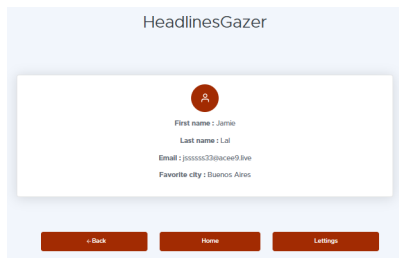 HeadlinesGazer
First name : Jamie
Last name : Lal
Email : jssssss33@acee9.live
Favorite city : Buenos Aires
← Back
Home
Lettings